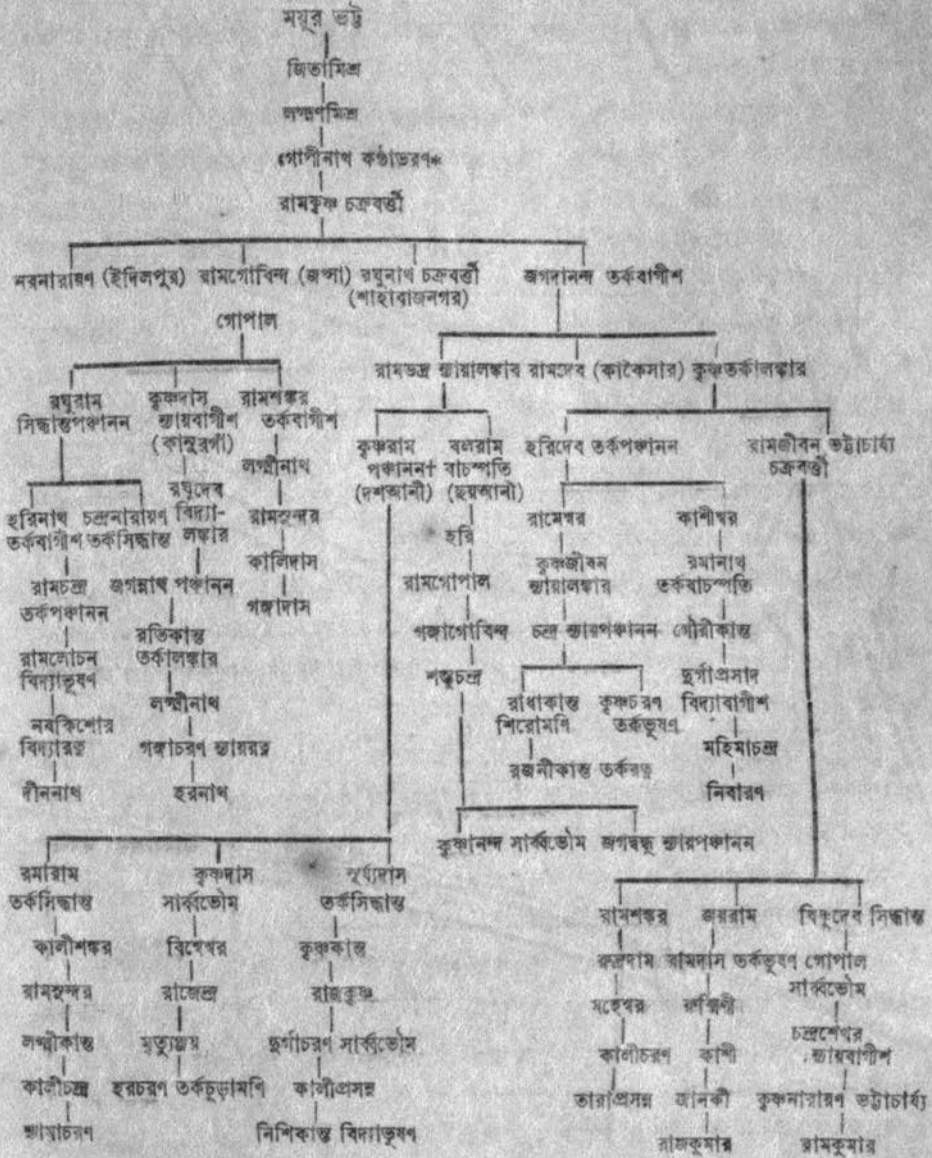 ময়ূর ভট্ট
জিতামিশ্র
লক্ষ্মণমিশ্র
গোপীনাথ কণ্ঠাভরণ*
রামকৃষ্ণ চক্রবর্ত্তী
নরনারায়ণ (ইদিলপুর) রামগোবিন্দ (জপ্সা) রঘুনাথ চক্রবর্ত্তী জগদানন্দ তর্কবাগীশ
(শাহাবাজনগর)
গোপাল
রামভদ্র ন্যায়ালঙ্কার রামদেব (কাকৈসার) কৃষ্ণতর্কালঙ্কার
রঘুরাম কৃষ্ণদাস রামশঙ্কর
সিদ্ধান্তপঞ্চানন ন্যায়বাগীশ তর্কবাগীশ
(কানুরগাঁ)
কৃষ্ণরাম বলরাম হরিদেব তর্কপঞ্চানন রামজীবন ভট্টাচার্য্য
পঞ্চানন† বাচস্পতি চক্রবর্ত্তী
(দশআনী) (ছয়আনী)
লক্ষ্মীনাথ
রঘুদেব
হরিনাথ চন্দ্রনারায়ণ বিদ্যা-
তর্কবাগীশ তর্কসিদ্ধান্ত লঙ্কার
রামসুন্দর
হরি
রামেশ্বর কাশীশ্বর
কালিদাস
রামচন্দ্র জগন্নাথ পঞ্চানন
তর্কপঞ্চানন
গঙ্গাদাস
রামগোপাল
কৃষ্ণজীবন রমানাথ
ন্যায়ালঙ্কার তর্কবাচস্পতি
রতিকান্ত
রামলোচন তর্কালঙ্কার
বিদ্যাভূষণ
গঙ্গাগোবিন্দ চন্দ্র ন্যায়পঞ্চানন গৌরীকান্ত
শম্ভুচন্দ্র
লক্ষ্মীনাথ
নবকিশোর
বিদ্যারত্ন গঙ্গাচরণ ন্যায়রত্ন
রাধাকান্ত কৃষ্ণচরণ দুর্গাপ্রসাদ
শিরোমণি তর্কভূষণ বিদ্যাবাগীশ
রজনীকান্ত তর্করত্ন মহিমাচন্দ্র
দীননাথ হরনাথ নিবারণ
কৃষ্ণানন্দ সার্ব্বভৌম জগদ্বন্ধু ন্যায়পঞ্চানন
রমারাম কৃষ্ণদাস সূর্য্যদাস
তর্কসিদ্ধান্ত সার্ব্বভৌম তর্কসিদ্ধান্ত
রামশঙ্কর জয়রাম বিষ্ণুদেব সিদ্ধান্ত
কালীশঙ্কর বিশ্বেশ্বর কৃষ্ণকান্ত
রুদ্ররাম রামদাস তর্কভূষণ গোপাল
সার্ব্বভৌম
রামসুন্দর রাজেন্দ্র রাজকৃষ্ণ
মহেশ্বর রুক্মিণী
লক্ষ্মীকান্ত মৃত্যুঞ্জয় দুর্গাচরণ সার্ব্বভৌম
কালীচরণ কাশী চন্দ্রশেখর
ন্যায়বাগীশ
কালীচন্দ্র হরচরণ তর্কচূড়ামণি কালীপ্রসন্ন
তারাপ্রসন্ন জানকী কৃষ্ণনারায়ণ ভট্টাচার্য্য
শ্যামাচরণ নিশিকান্ত বিদ্যাভূষণ
রাজকুমার রামকুমার